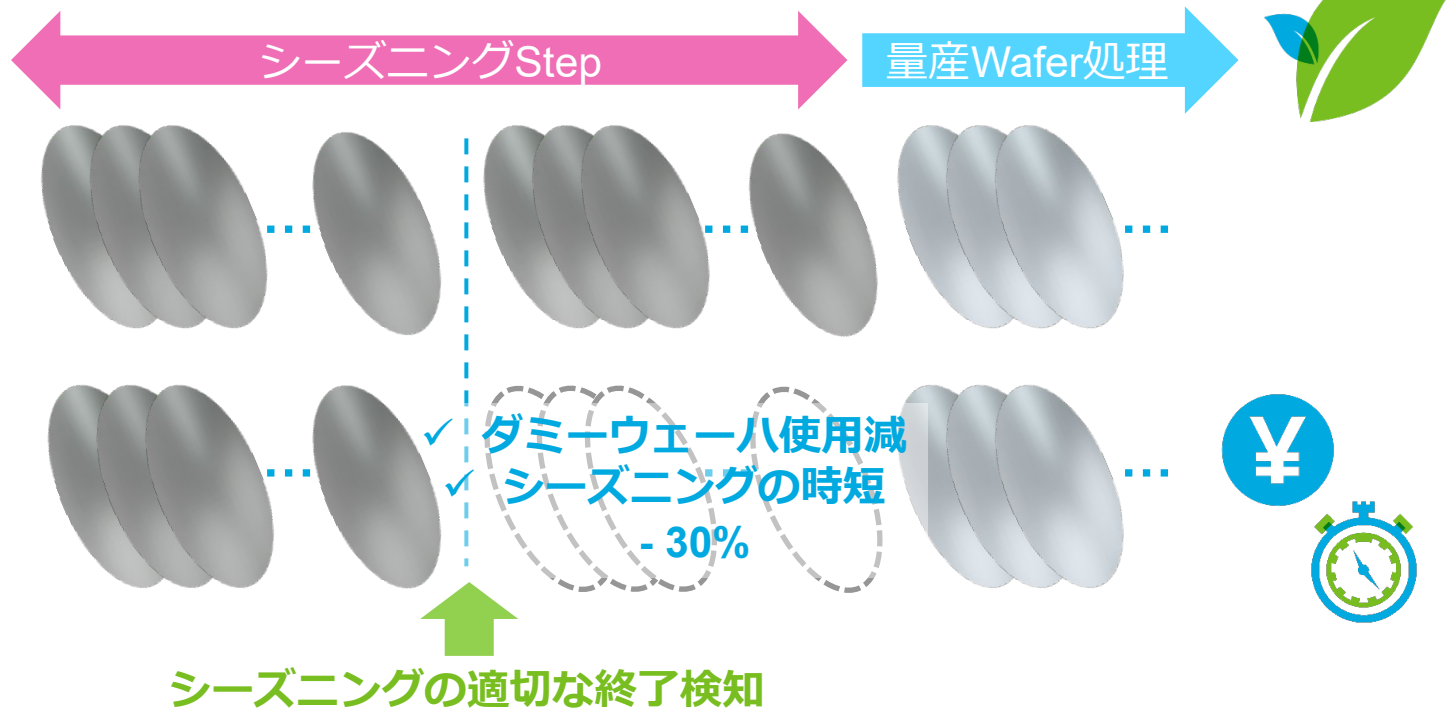 シーズニングStep
量産Wafer処理
✓ ダミーウェーハ使用減
✓ シーズニングの時短
- 30%
¥
シーズニングの適切な終了検知